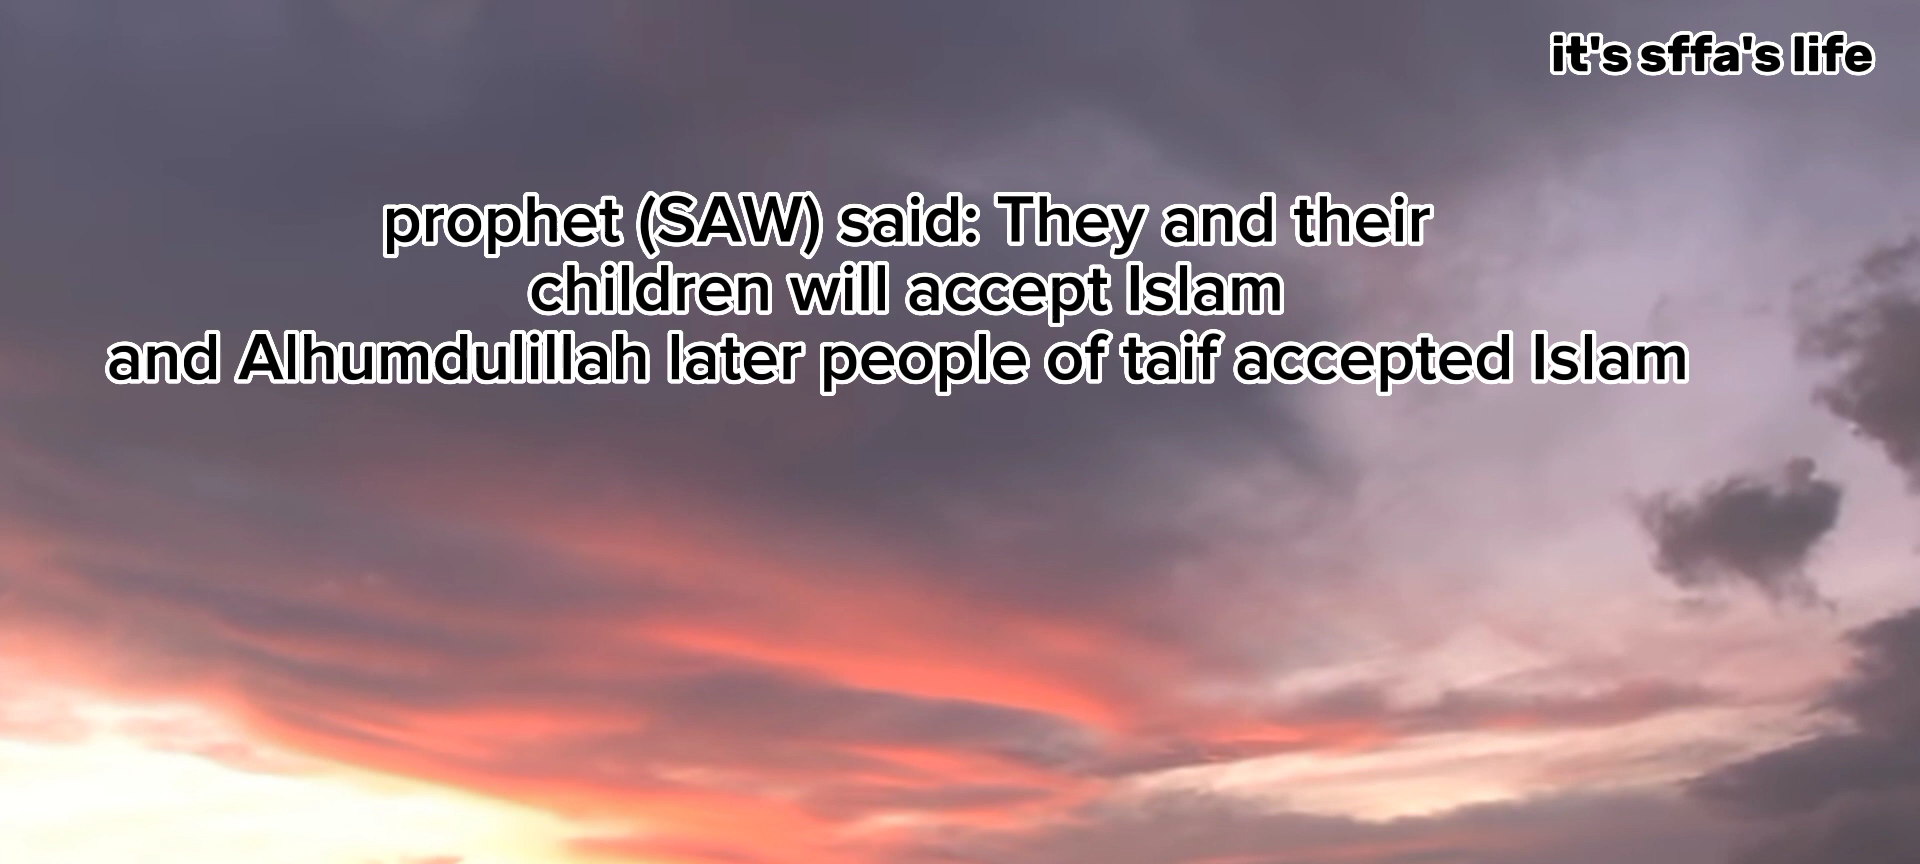 it's sffa's life
prophet (SAW) said: They and their
children will accept Islam
and Alhumdulillah later people of taif accepted Islam